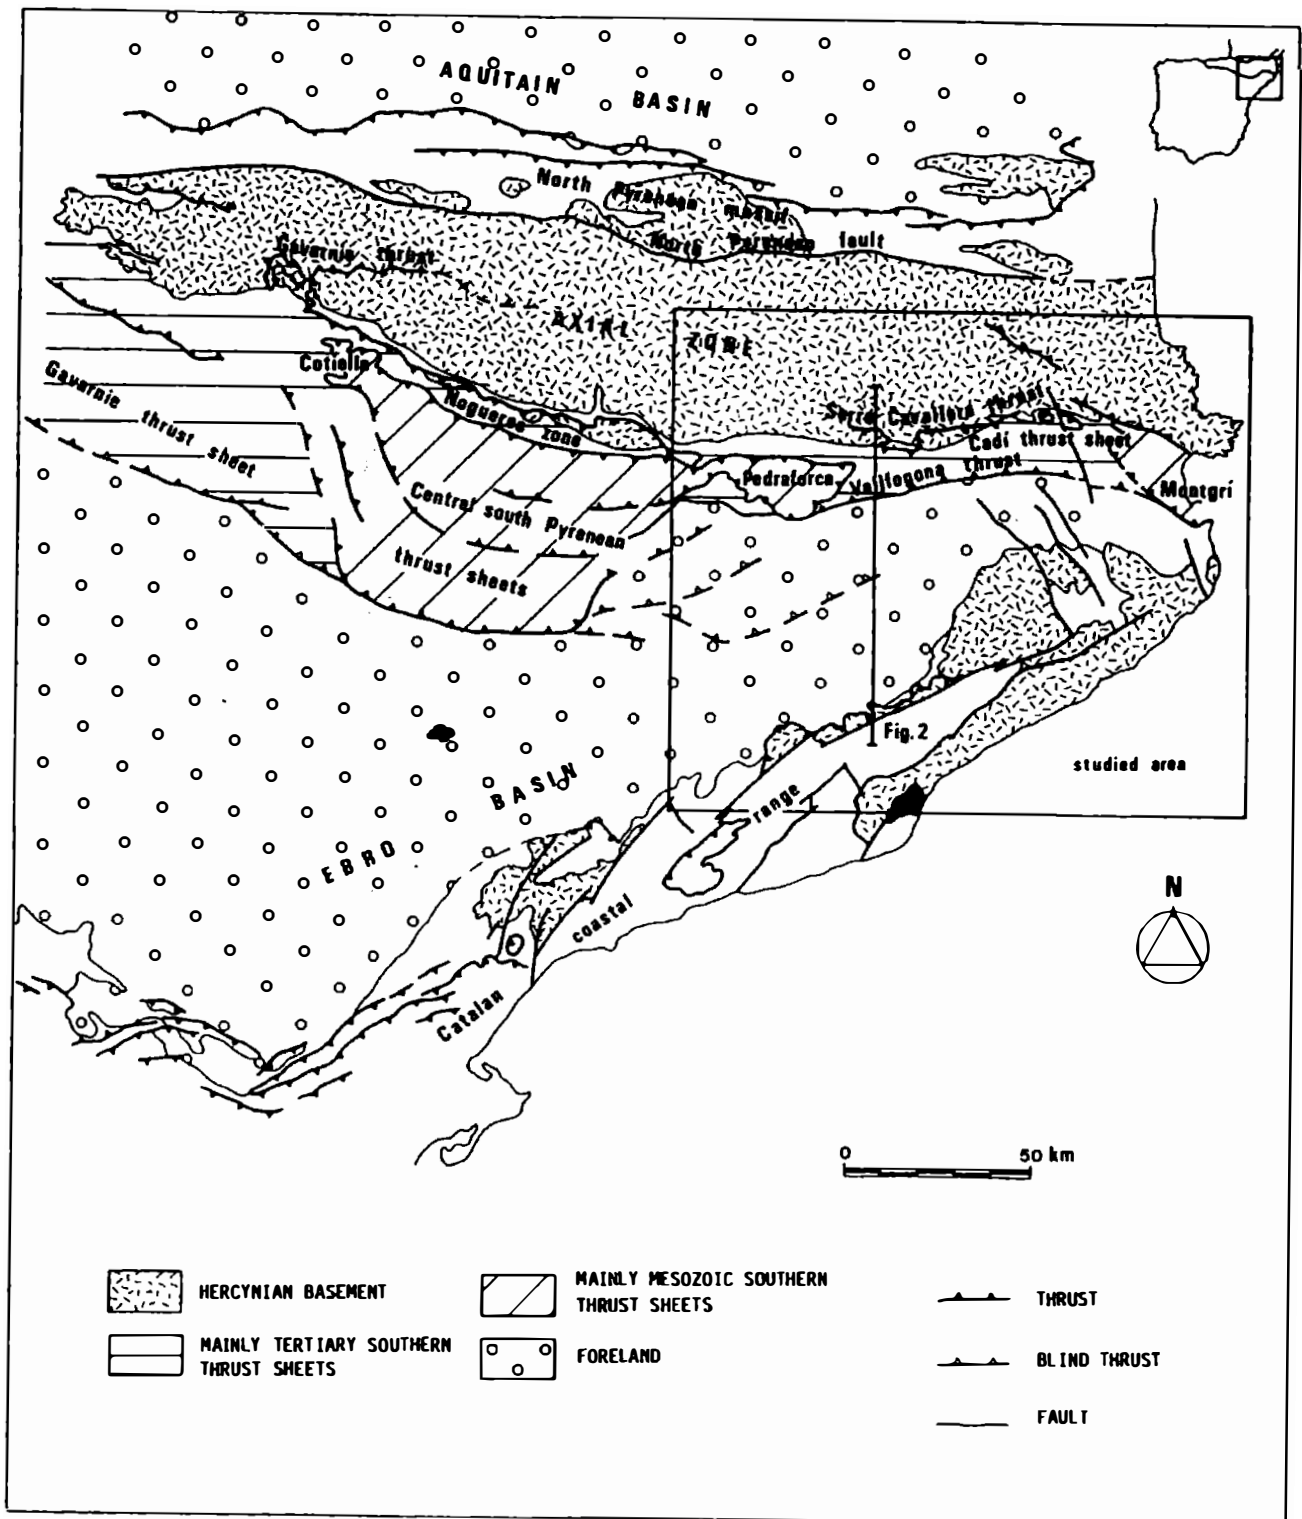 AQUITAIN BASIN
North Pyrenean massif
North Pyrenean fault
Gavarnie thrust
AXIAL ZONE
Cotiella
Nogueres zone
Serra Cavallera thrust
Cadí thrust sheet
Vallfogona thrust
Pedraforca
Montgrí
Gavarnie thrust sheet
Central south Pyrenean
thrust sheets
Fig. 2
studied area
EBRO BASIN
Catalan coastal range
N
0 50 km
HERCYNIAN BASEMENT
MAINLY TERTIARY SOUTHERN
THRUST SHEETS
MAINLY MESOZOIC SOUTHERN
THRUST SHEETS
FORELAND
THRUST
BLIND THRUST
FAULT